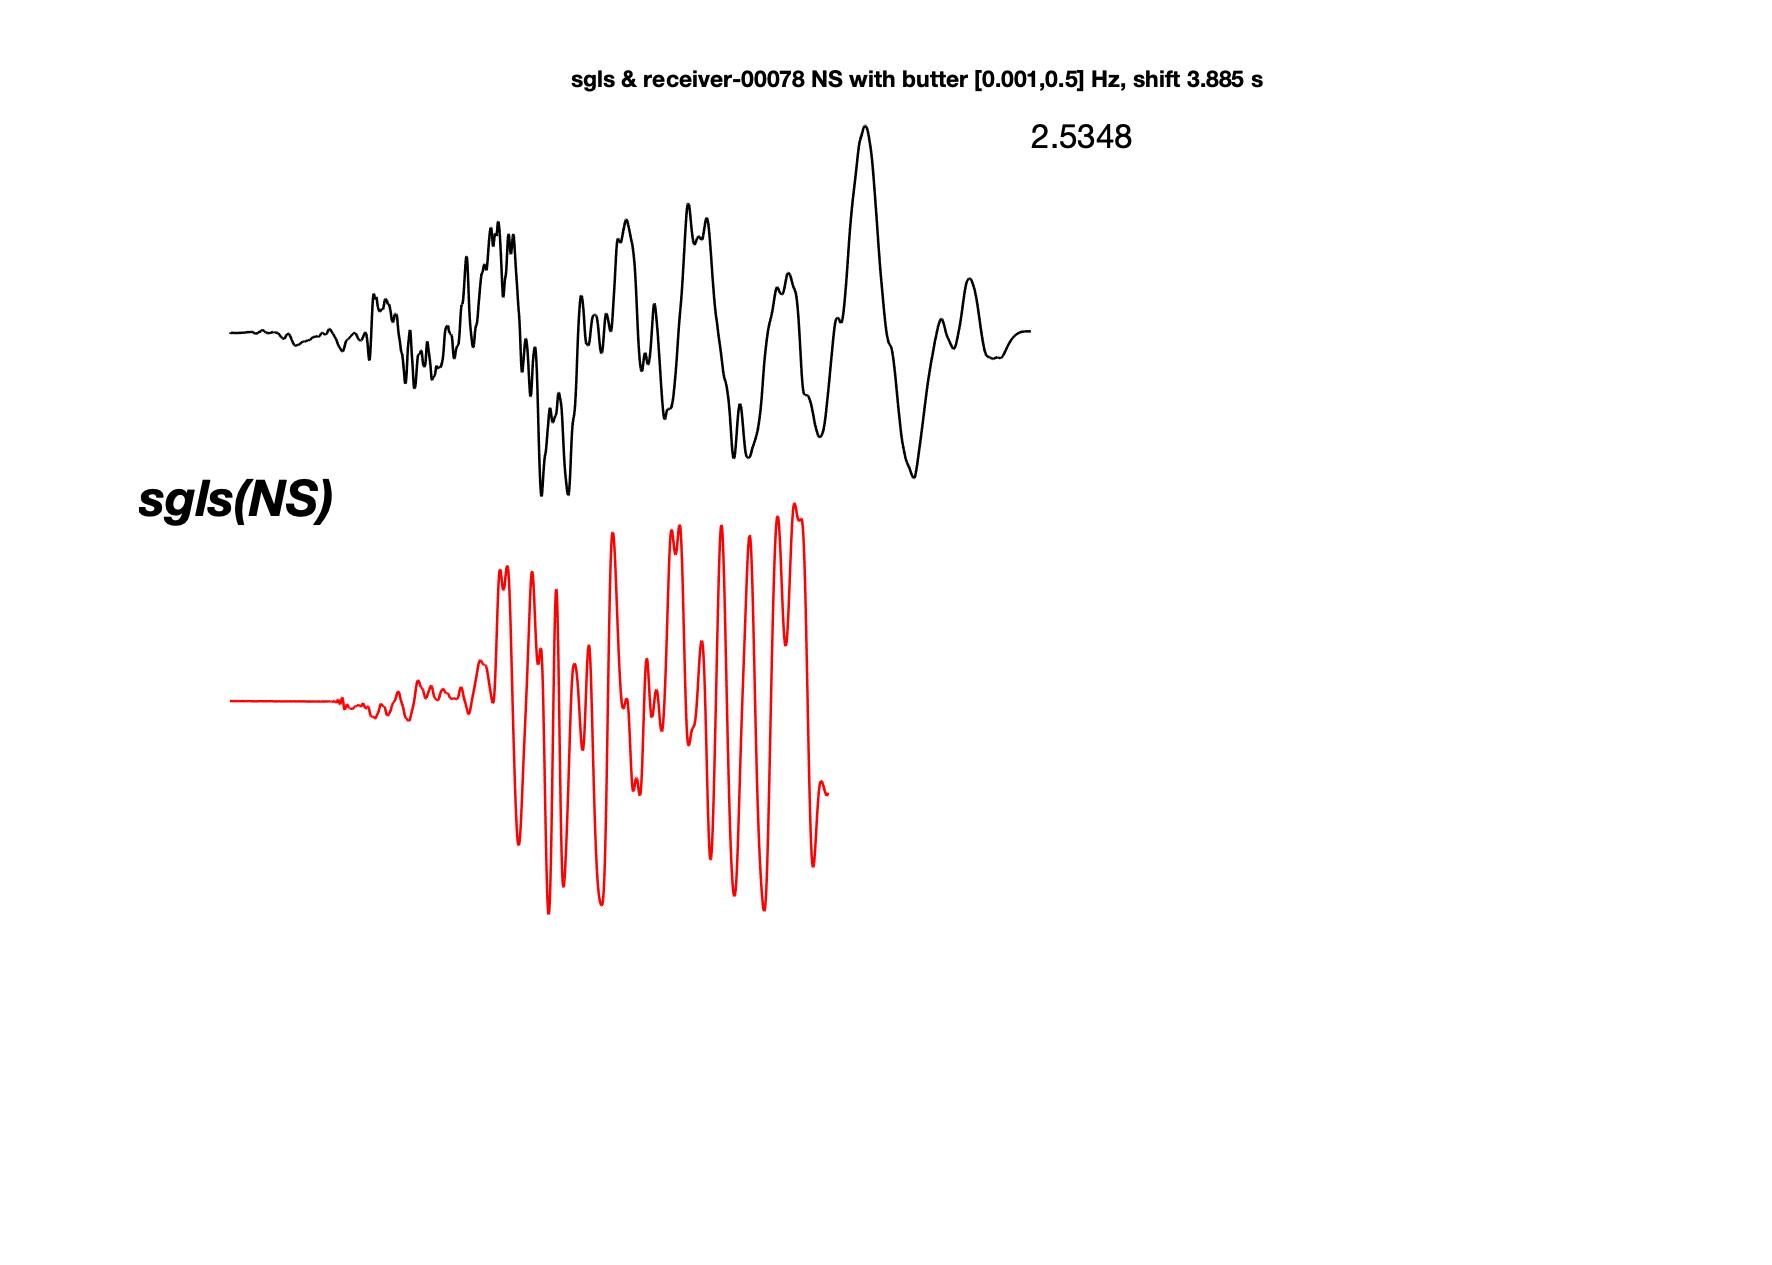 sgls & receiver-00078 NS with butter [0.001,0.5] Hz, shift 3.885 s
2.5348
sgls(NS)